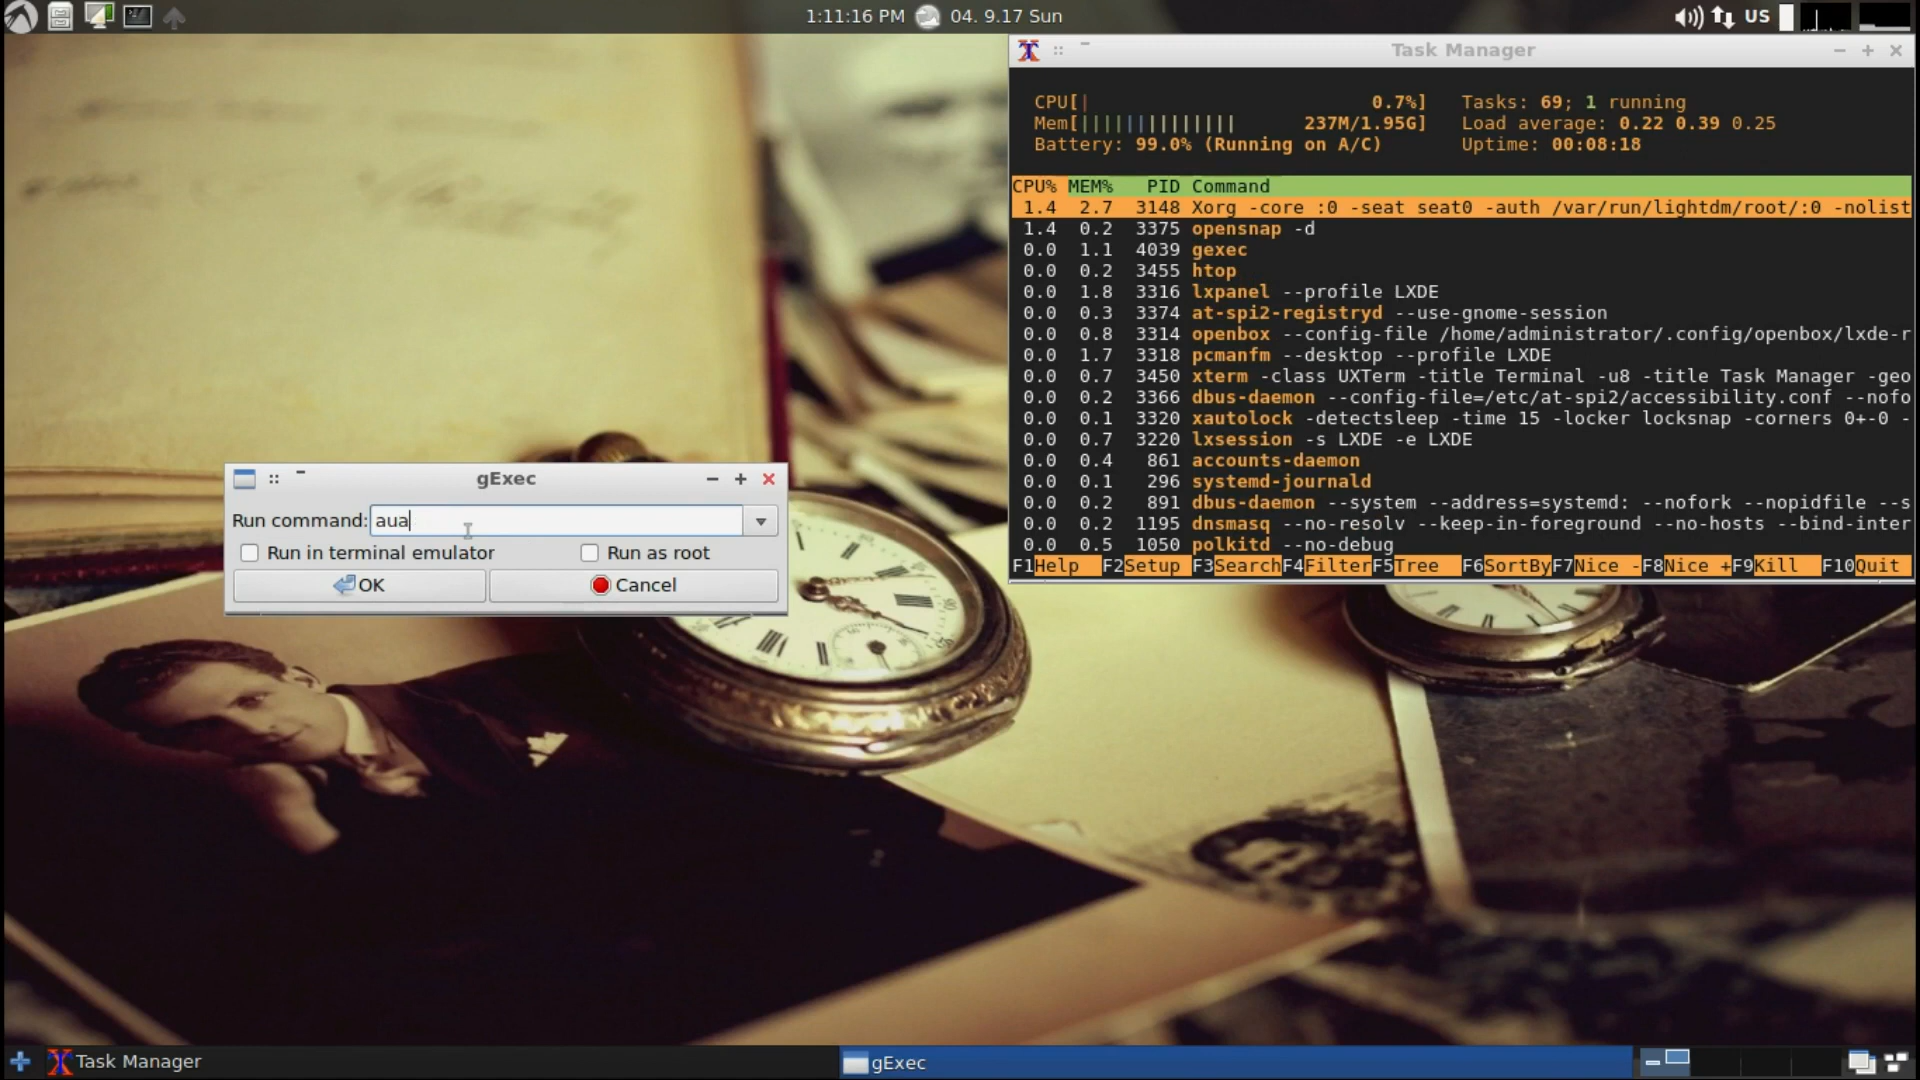 1:11:16 PM 04. 9.17 Sun US
Task Manager
CPU[| 0.7%] Tasks: 69; 1 running
Mem[|||||||||||||| 237M/1.95G] Load average: 0.22 0.39 0.25
Battery: 99.0% (Running on A/C) Uptime: 00:08:18
CPU% MEM% PID Command
1.4 2.7 3148 Xorg -core :0 -seat seat0 -auth /var/run/lightdm/root/:0 -nolist
1.4 0.2 3375 opensnap -d
0.0 1.1 4039 gexec
0.0 0.2 3455 htop
0.0 1.8 3316 lxpanel --profile LXDE
0.0 0.3 3374 at-spi2-registryd --use-gnome-session
0.0 0.8 3314 openbox --config-file /home/administrator/.config/openbox/lxde-r
0.0 1.7 3318 pcmanfm --desktop --profile LXDE
0.0 0.7 3450 xterm -class UXTerm -title Terminal -u8 -title Task Manager -geo
0.0 0.2 3366 dbus-daemon --config-file=/etc/at-spi2/accessibility.conf --nofo
0.0 0.1 3320 xautolock -detectsleep -time 15 -locker locksnap -corners 0+-0 -
0.0 0.7 3220 lxsession -s LXDE -e LXDE
0.0 0.4 861 accounts-daemon
0.0 0.1 296 systemd-journald
0.0 0.2 891 dbus-daemon --system --address=systemd: --nofork --nopidfile --s
0.0 0.2 1195 dnsmasq --no-resolv --keep-in-foreground --no-hosts --bind-inter
0.0 0.5 1050 polkitd --no-debug
F1Help F2Setup F3SearchF4FilterF5Tree F6SortByF7Nice -F8Nice +F9Kill F10Quit
gExec
Run command: aua
Run in terminal emulator Run as root
OK Cancel
Task Manager gExec